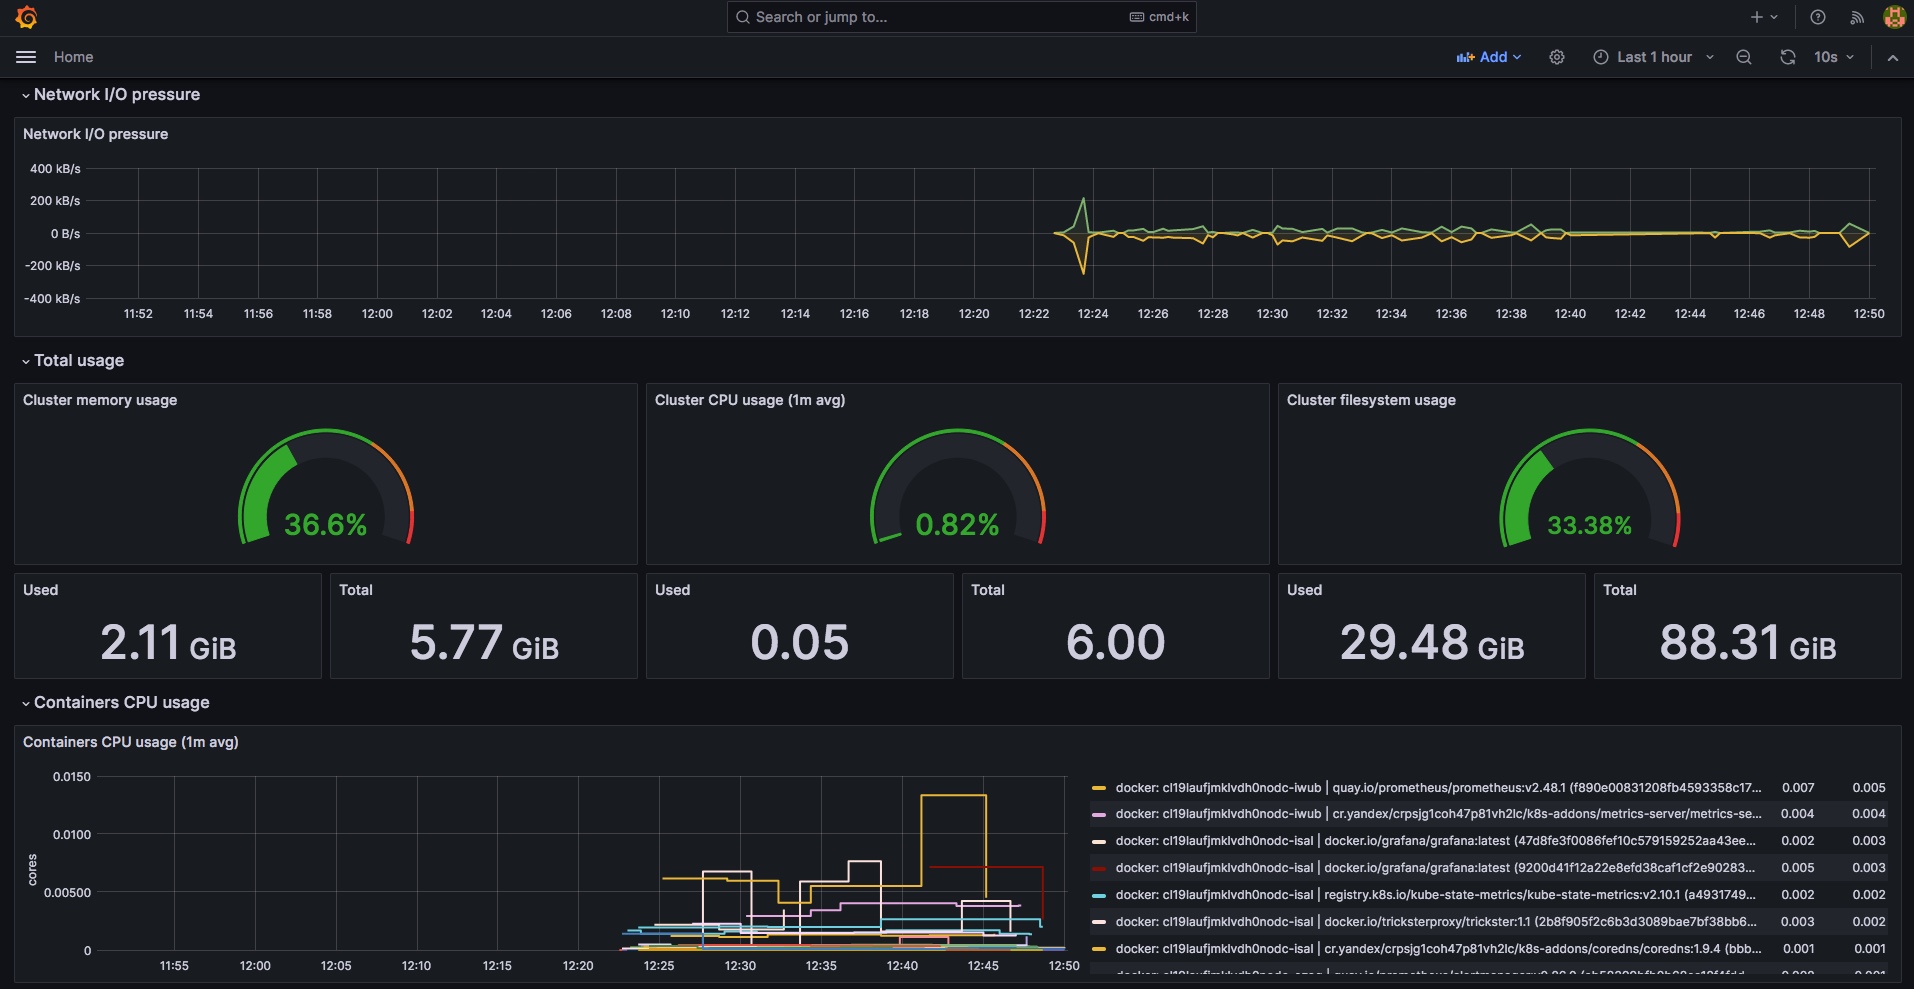 Search or jump to...
cmd+k
Home
Add
Last 1 hour
10s
Network I/O pressure
Network I/O pressure
400 kB/s
200 kB/s
0 B/s
-200 kB/s
-400 kB/s
11:52 11:54 11:56 11:58 12:00 12:02 12:04 12:06 12:08 12:10 12:12 12:14 12:16 12:18 12:20 12:22 12:24 12:26 12:28 12:30 12:32 12:34 12:36 12:38 12:40 12:42 12:44 12:46 12:48 12:50
Total usage
Cluster memory usage
36.6%
Cluster CPU usage (1m avg)
0.82%
Cluster filesystem usage
33.38%
Used
2.11 GiB
Total
5.77 GiB
Used
0.05
Total
6.00
Used
29.48 GiB
Total
88.31 GiB
Containers CPU usage
Containers CPU usage (1m avg)
cores
0.0150
0.0100
0.00500
0
11:55 12:00 12:05 12:10 12:15 12:20 12:25 12:30 12:35 12:40 12:45 12:50
docker: cl19laufjmklvdh0nodc-iwub | quay.io/prometheus/prometheus:v2.48.1 (f890e00831208fb4593358c17... 0.007 0.005
docker: cl19laufjmklvdh0nodc-iwub | cr.yandex/crpsjg1coh47p81vh2lc/k8s-addons/metrics-server/metrics-se... 0.004 0.004
docker: cl19laufjmklvdh0nodc-isal | docker.io/grafana/grafana:latest (47d8fe3f0086fef10c579159252aa43ee... 0.002 0.003
docker: cl19laufjmklvdh0nodc-isal | docker.io/grafana/grafana:latest (9200d41f12a22e8efd38caf1cf2e90283... 0.005 0.003
docker: cl19laufjmklvdh0nodc-isal | registry.k8s.io/kube-state-metrics/kube-state-metrics:v2.10.1 (a4931749... 0.002 0.002
docker: cl19laufjmklvdh0nodc-isal | docker.io/tricksterproxy/trickster:1.1 (2b8f905f2c6b3d3089bae7bf38bb6... 0.003 0.002
docker: cl19laufjmklvdh0nodc-isal | cr.yandex/crpsjg1coh47p81vh2lc/k8s-addons/coredns/coredns:1.9.4 (bbb... 0.001 0.001